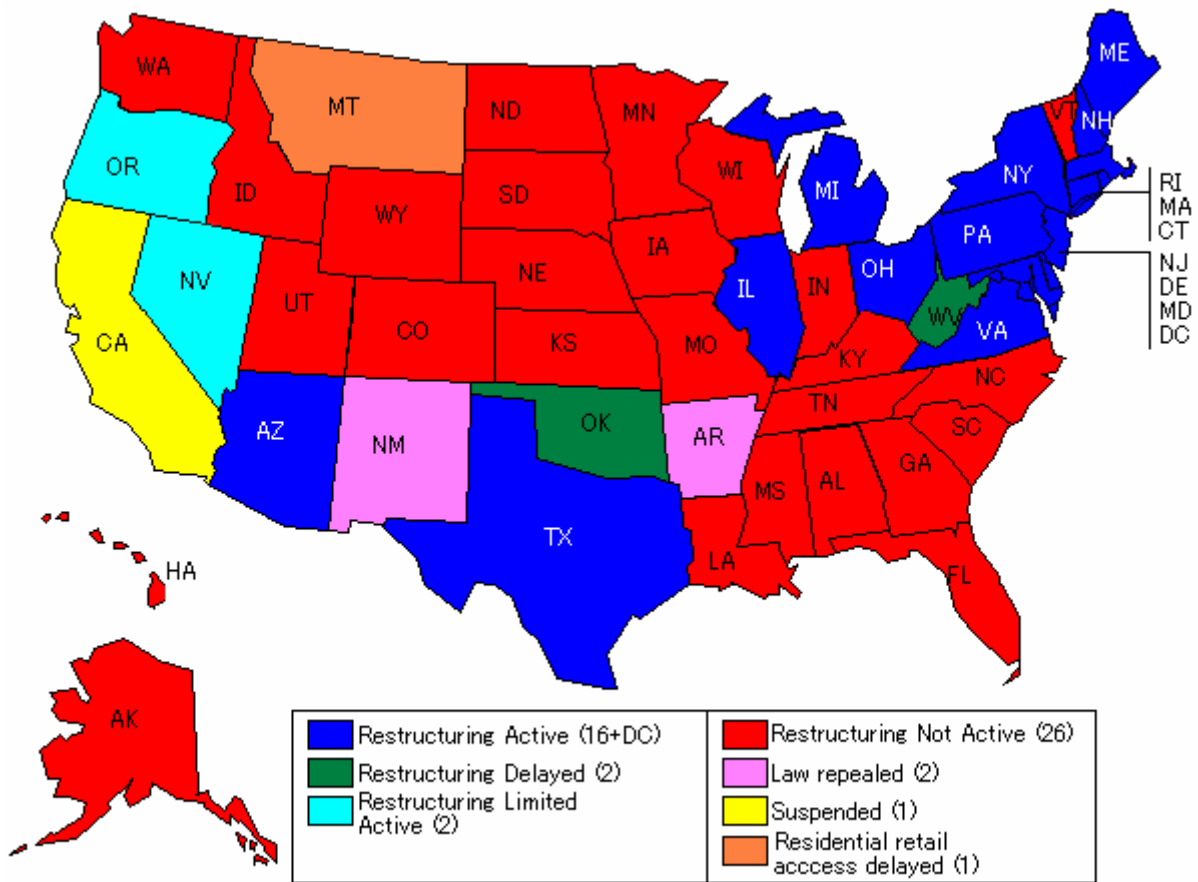 ME
WA
MT
ND
MN
VT
NH
OR
ID
WY
SD
WI
MI
NY
RI
MA
CT
PA
IA
NE
NV
UT
CO
KS
IL
IN
OH
NJ
DE
MD
DC
CA
MO
KY
WV
VA
AZ
NM
OK
AR
TN
NC
SC
MS
AL
GA
TX
LA
FL
HA
AK
Restructuring Active (16+DC)
Restructuring Delayed (2)
Restructuring Limited
Active (2)
Restructuring Not Active (26)
Law repealed (2)
Suspended (1)
Residential retail
acccess delayed (1)